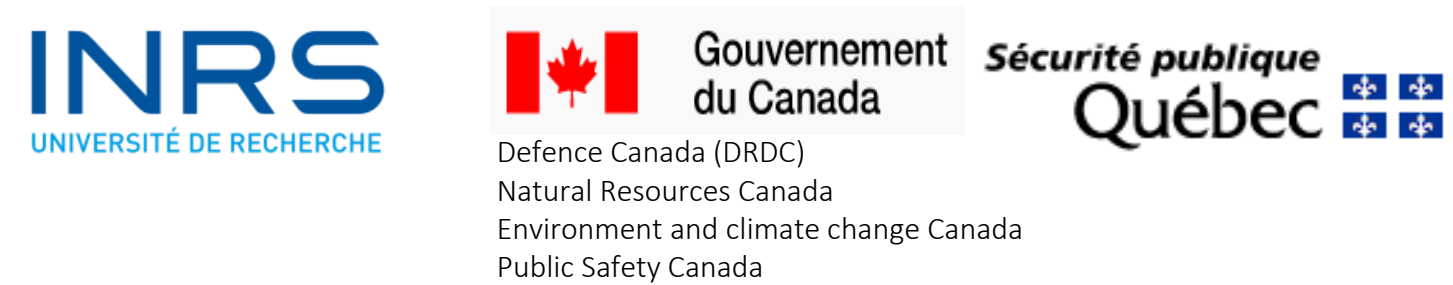 INRS
UNIVERSITÉ DE RECHERCHE
Gouvernement
du Canada
Defence Canada (DRDC)
Natural Resources Canada
Environment and climate change Canada
Public Safety Canada
Sécurité publique
Québec